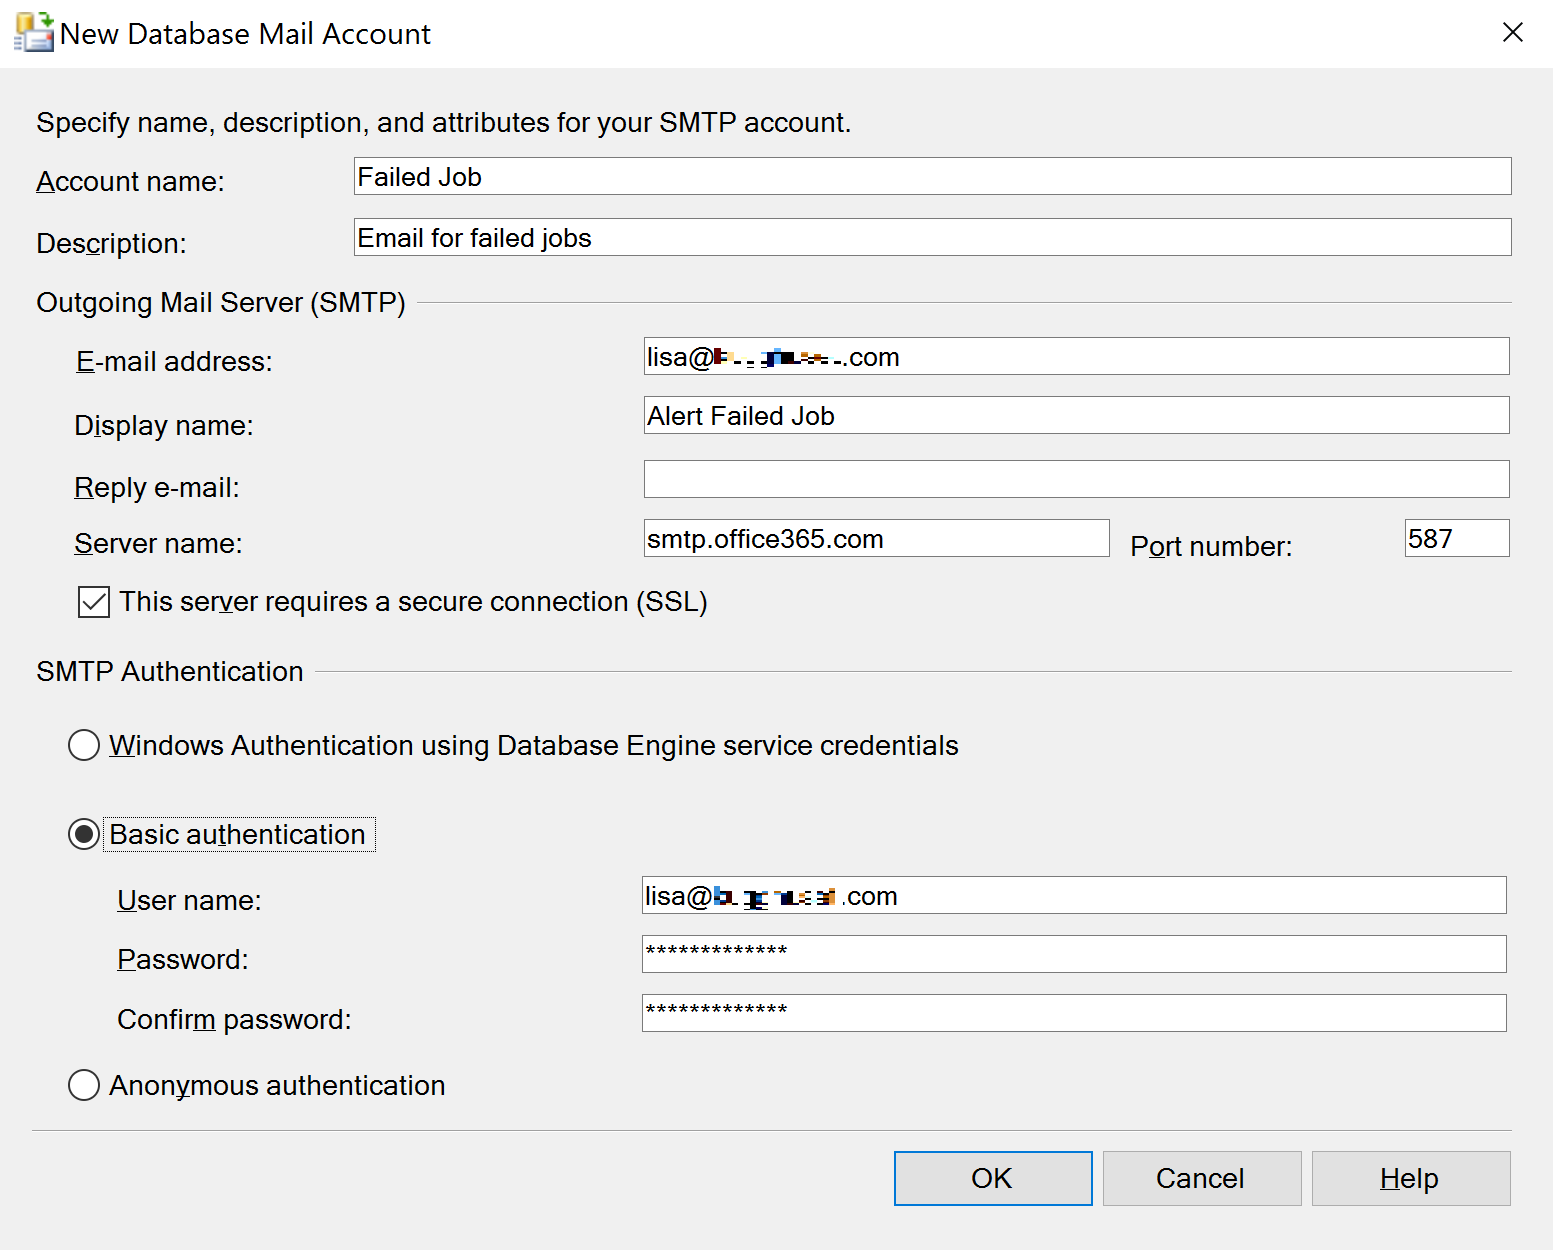 New Database Mail Account
Specify name, description, and attributes for your SMTP account.
Account name: Failed Job
Description: Email for failed jobs
Outgoing Mail Server (SMTP)
E-mail address: lisa@ .com
Display name: Alert Failed Job
Reply e-mail:
Server name: smtp.office365.com Port number: 587
This server requires a secure connection (SSL)
SMTP Authentication
Windows Authentication using Database Engine service credentials
Basic authentication
User name: lisa@ .com
Password: *************
Confirm password: *************
Anonymous authentication
OK Cancel Help